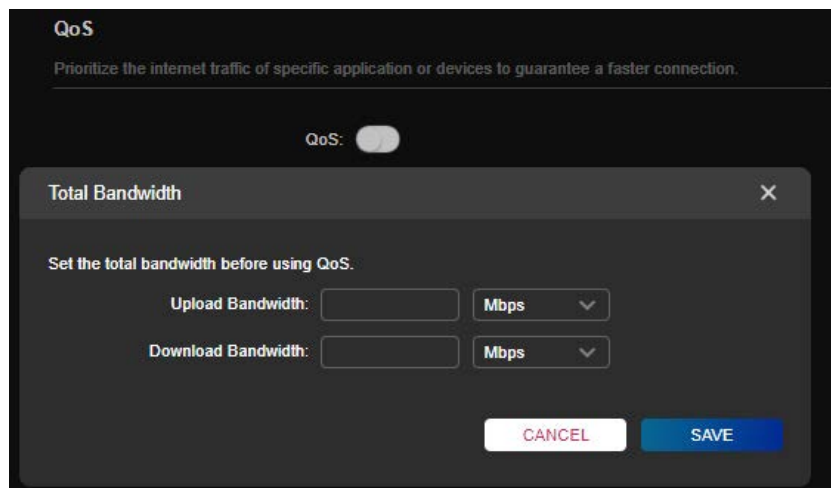 QoS
Prioritize the internet traffic of specific application or devices to guarantee a faster connection.
QoS:
Total Bandwidth
Set the total bandwidth before using QoS.
Upload Bandwidth: Mbps
Download Bandwidth: Mbps
CANCEL SAVE